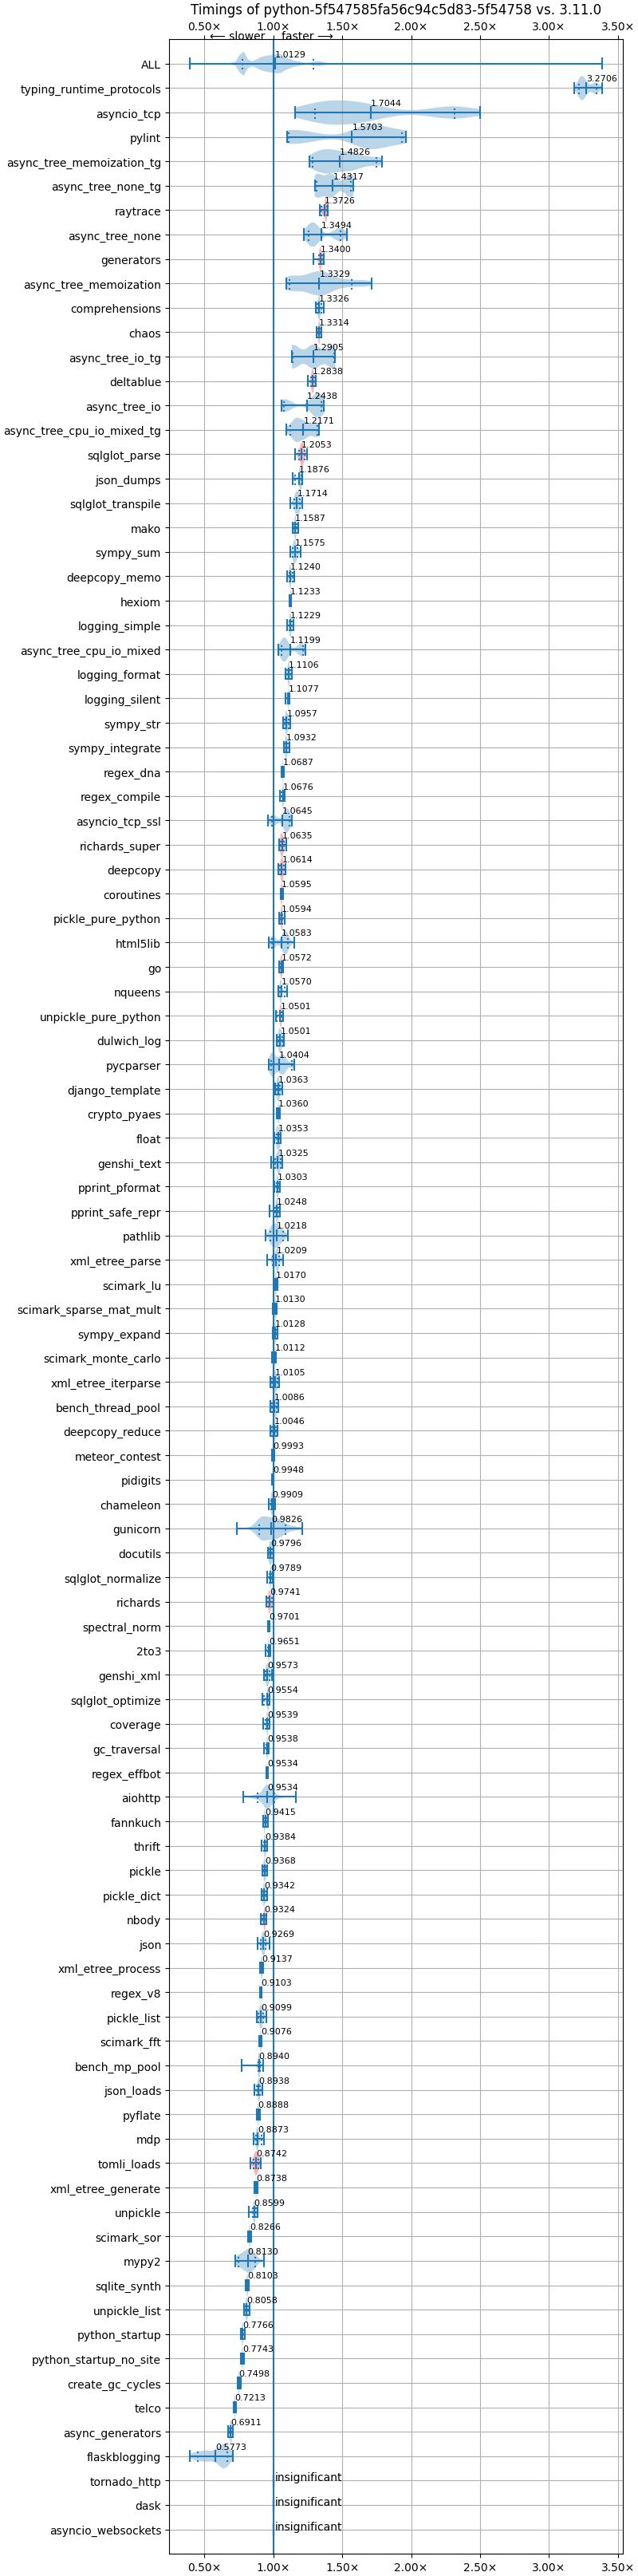 Timings of python-5f547585fa56c94c5d83-5f54758 vs. 3.11.0
0.50× 1.00× 1.50× 2.00× 2.50× 3.00× 3.50×
⟵ slower faster ⟶
ALL 1.0129
typing_runtime_protocols 3.2706
asyncio_tcp 1.7044
pylint 1.5703
async_tree_memoization_tg 1.4826
async_tree_none_tg 1.4317
raytrace 1.3726
async_tree_none 1.3494
generators 1.3400
async_tree_memoization 1.3329
comprehensions 1.3326
chaos 1.3314
async_tree_io_tg 1.2905
deltablue 1.2838
async_tree_io 1.2438
async_tree_cpu_io_mixed_tg 1.2171
sqlglot_parse 1.2053
json_dumps 1.1876
sqlglot_transpile 1.1714
mako 1.1587
sympy_sum 1.1575
deepcopy_memo 1.1240
hexiom 1.1233
logging_simple 1.1229
async_tree_cpu_io_mixed 1.1199
logging_format 1.1106
logging_silent 1.1077
sympy_str 1.0957
sympy_integrate 1.0932
regex_dna 1.0687
regex_compile 1.0676
asyncio_tcp_ssl 1.0645
richards_super 1.0635
deepcopy 1.0614
coroutines 1.0595
pickle_pure_python 1.0594
html5lib 1.0583
go 1.0572
nqueens 1.0570
unpickle_pure_python 1.0501
dulwich_log 1.0501
pycparser 1.0404
django_template 1.0363
crypto_pyaes 1.0360
float 1.0353
genshi_text 1.0325
pprint_pformat 1.0303
pprint_safe_repr 1.0248
pathlib 1.0218
xml_etree_parse 1.0209
scimark_lu 1.0170
scimark_sparse_mat_mult 1.0130
sympy_expand 1.0128
scimark_monte_carlo 1.0112
xml_etree_iterparse 1.0105
bench_thread_pool 1.0086
deepcopy_reduce 1.0046
meteor_contest 0.9993
pidigits 0.9948
chameleon 0.9909
gunicorn 0.9826
docutils 0.9796
sqlglot_normalize 0.9789
richards 0.9741
spectral_norm 0.9701
2to3 0.9651
genshi_xml 0.9573
sqlglot_optimize 0.9554
coverage 0.9539
gc_traversal 0.9538
regex_effbot 0.9534
aiohttp 0.9534
fannkuch 0.9415
thrift 0.9384
pickle 0.9368
pickle_dict 0.9342
nbody 0.9324
json 0.9269
xml_etree_process 0.9137
regex_v8 0.9103
pickle_list 0.9099
scimark_fft 0.9076
bench_mp_pool 0.8940
json_loads 0.8938
pyflate 0.8888
mdp 0.8873
tomli_loads 0.8742
xml_etree_generate 0.8738
unpickle 0.8599
scimark_sor 0.8266
mypy2 0.8130
sqlite_synth 0.8103
unpickle_list 0.8058
python_startup 0.7766
python_startup_no_site 0.7743
create_gc_cycles 0.7498
telco 0.7213
async_generators 0.6911
flaskblogging 0.5773
tornado_http insignificant
dask insignificant
asyncio_websockets insignificant
0.50× 1.00× 1.50× 2.00× 2.50× 3.00× 3.50×